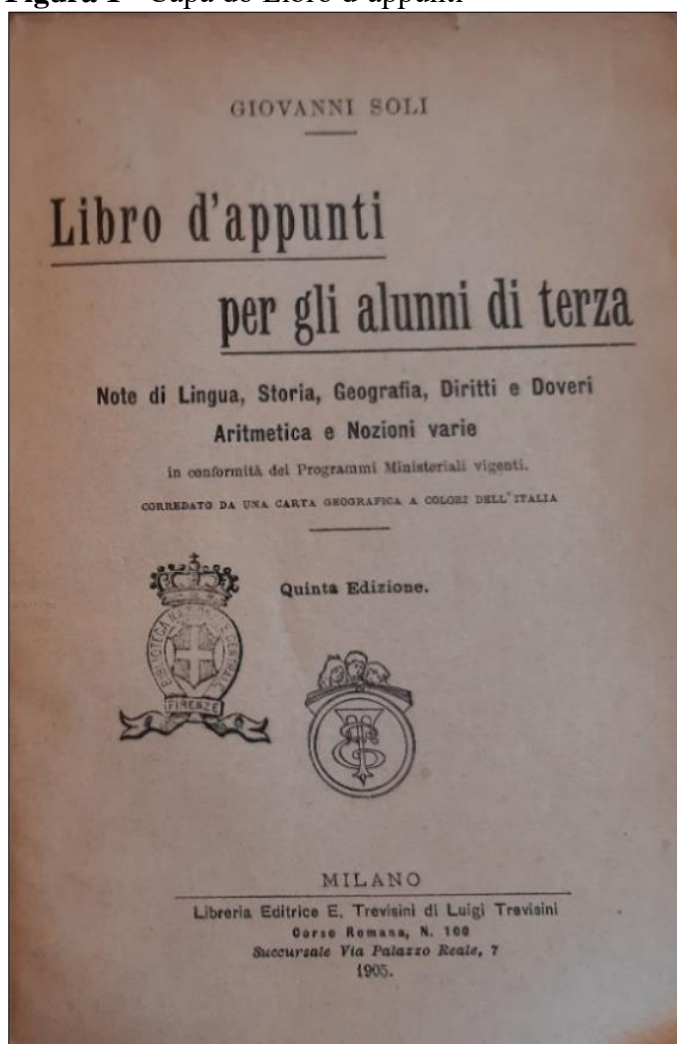 Figura 1 - Capa do Libro d'appunti
GIOVANNI SOLI
Libro d'appunti
per gli alunni di terza
Note di Lingua, Storia, Geografia, Diritti e Doveri
Aritmetica e Nozioni varie
in conformità dei Programmi Ministeriali vigenti.
CORREDATO DA UNA CARTA GEOGRAFICA A COLORI DELL'ITALIA
Quinta Edizione.
BIBLIOTECA NAZIONALE CENTRALE
FIRENZE
MILANO
Libreria Editrice E. Trevisini di Luigi Trevisini
Corso Romana, N. 100
Succursale Via Palazzo Reale, 7
1905.